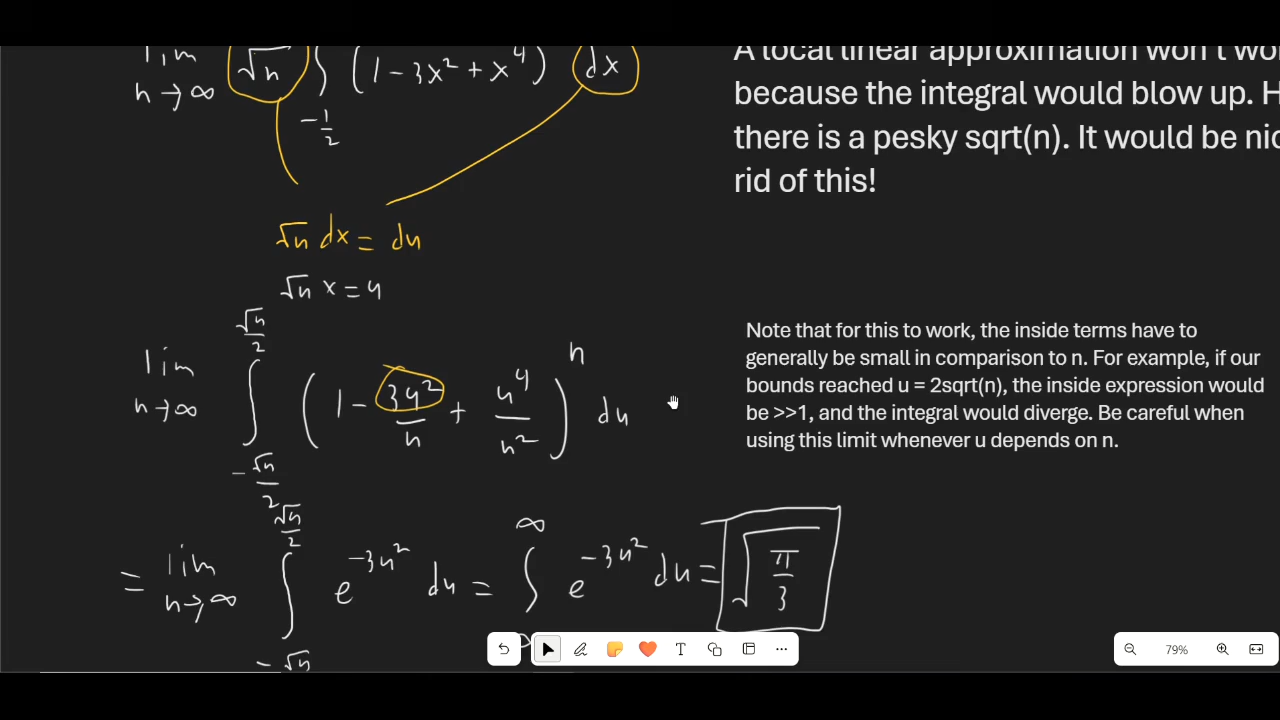 lim n→∞ √n ∫ -1/2 (1 - 3x² + x⁴) dx
A local linear approximation won't
because the integral would blow up.
there is a pesky sqrt(n). It would be
rid of this!
√n dx = du
√n x = u
lim n→∞ ∫ -√n/2 √n/2 (1 - 3u²/n + u⁴/n²)ⁿ du
Note that for this to work, the inside terms have to
generally be small in comparison to n. For example, if our
bounds reached u = 2sqrt(n), the inside expression would
be >>1, and the integral would diverge. Be careful when
using this limit whenever u depends on n.
= lim n→∞ ∫ -√n √n/2 e^-3u² du = ∫ ∞ e^-3u² du = √π/3
T
79%